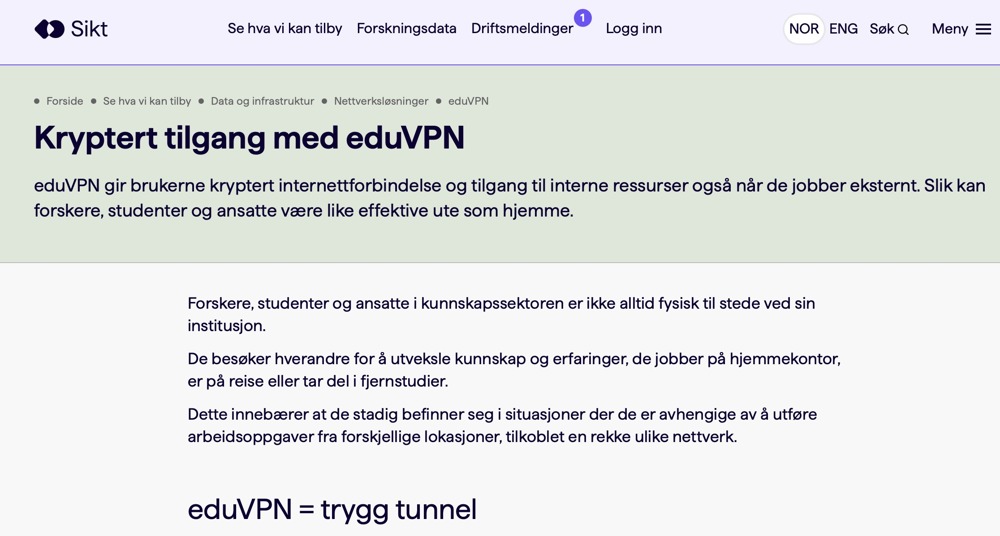 Sikt
Se hva vi kan tilby Forskningsdata Driftsmeldinger 1 Logg inn
NOR ENG Søk Meny
Forside Se hva vi kan tilby Data og infrastruktur Nettverksløsninger eduVPN
Kryptert tilgang med eduVPN
eduVPN gir brukerne kryptert internettforbindelse og tilgang til interne ressurser også når de jobber eksternt. Slik kan
forskere, studenter og ansatte være like effektive ute som hjemme.
Forskere, studenter og ansatte i kunnskapssektoren er ikke alltid fysisk til stede ved sin
institusjon.
De besøker hverandre for å utveksle kunnskap og erfaringer, de jobber på hjemmekontor,
er på reise eller tar del i fjernstudier.
Dette innebærer at de stadig befinner seg i situasjoner der de er avhengige av å utføre
arbeidsoppgaver fra forskjellige lokasjoner, tilkoblet en rekke ulike nettverk.
eduVPN = trygg tunnel